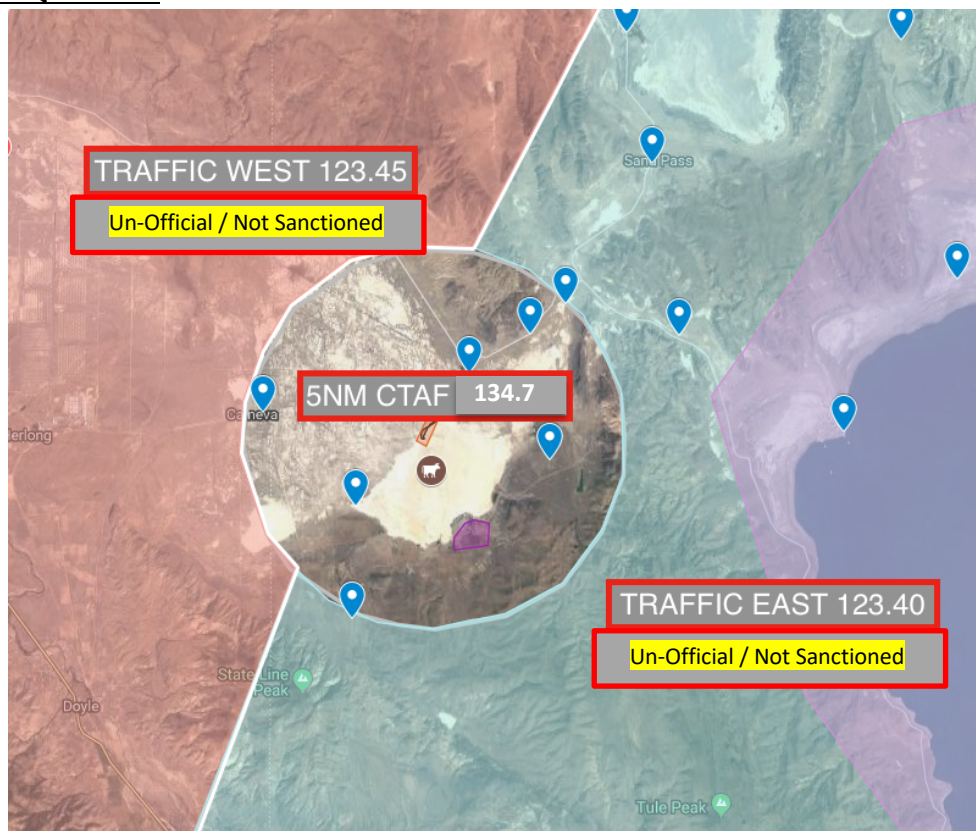 TRAFFIC WEST 123.45
Un-Official / Not Sanctioned
Sand Pass
5NM CTAF 134.7
Calneva
TRAFFIC EAST 123.40
Un-Official / Not Sanctioned
State Line
Peak
Doyle
Tule Peak